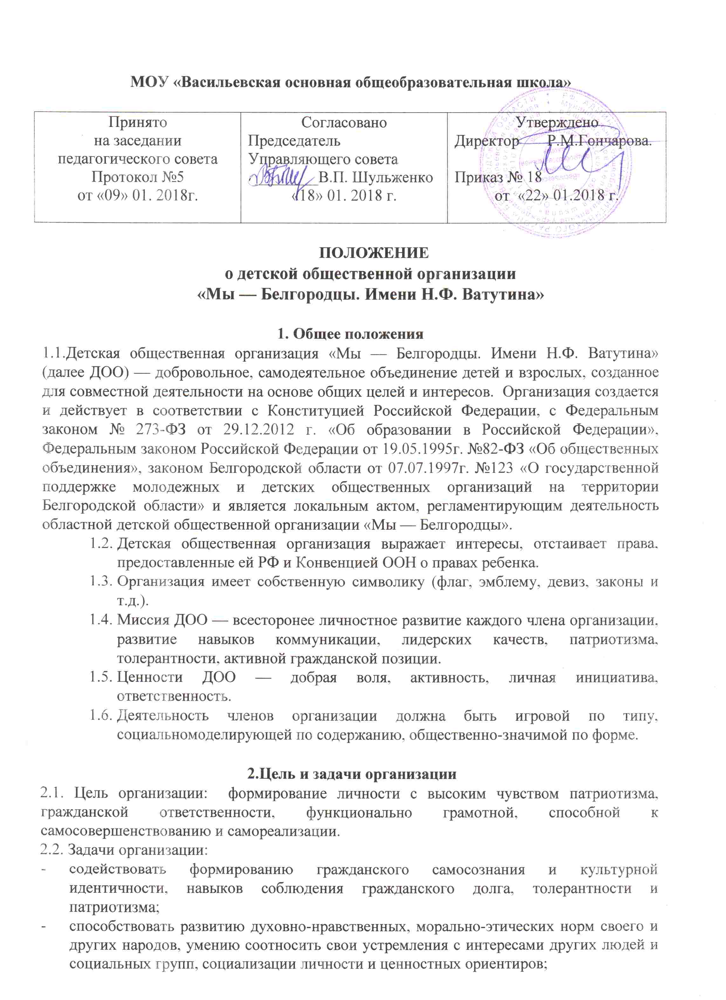 МОУ «Васильевская основная общеобразовательная школа»
Принято
на заседании
педагогического совета
Протокол №5
от «09» 01. 2018г.
Согласовано
Председатель
Управляющего совета
________В.П. Шульженко
«18» 01. 2018 г.
Утверждено
Директор Р.М.Гончарова.
Приказ № 18
от «22» 01.2018 г.
ПОЛОЖЕНИЕ
о детской общественной организации
«Мы — Белгородцы. Имени Н.Ф. Ватутина»
1. Общее положения
1.1.Детская общественная организация «Мы — Белгородцы. Имени Н.Ф. Ватутина»
(далее ДОО) — добровольное, самодеятельное объединение детей и взрослых, созданное
для совместной деятельности на основе общих целей и интересов. Организация создается
и действует в соответствии с Конституцией Российской Федерации, с Федеральным
законом № 273-ФЗ от 29.12.2012 г. «Об образовании в Российской Федерации»,
Федеральным законом Российской Федерации от 19.05.1995г. №82-ФЗ «Об общественных
объединения», законом Белгородской области от 07.07.1997г. №123 «О государственной
поддержке молодежных и детских общественных организаций на территории
Белгородской области» и является локальным актом, регламентирующим деятельность
областной детской общественной организации «Мы — Белгородцы».
1.2. Детская общественная организация выражает интересы, отстаивает права,
предоставленные ей РФ и Конвенцией ООН о правах ребенка.
1.3. Организация имеет собственную символику (флаг, эмблему, девиз, законы и
т.д.).
1.4. Миссия ДОО — всесторонее личностное развитие каждого члена организации,
развитие навыков коммуникации, лидерских качеств, патриотизма,
толерантности, активной гражданской позиции.
1.5. Ценности ДОО — добрая воля, активность, личная инициатива,
ответственность.
1.6. Деятельность членов организации должна быть игровой по типу,
социальномоделирующей по содержанию, общественно-значимой по форме.
2.Цель и задачи организации
2.1. Цель организации: формирование личности с высоким чувством патриотизма,
гражданской ответственности, функционально грамотной, способной к
самосовершенствованию и самореализации.
2.2. Задачи организации:
- содействовать формированию гражданского самосознания и культурной
идентичности, навыков соблюдения гражданского долга, толерантности и
патриотизма;
- способствовать развитию духовно-нравственных, морально-этических норм своего и
других народов, умению соотносить свои устремления с интересами других людей и
социальных групп, социализации личности и ценностных ориентиров;